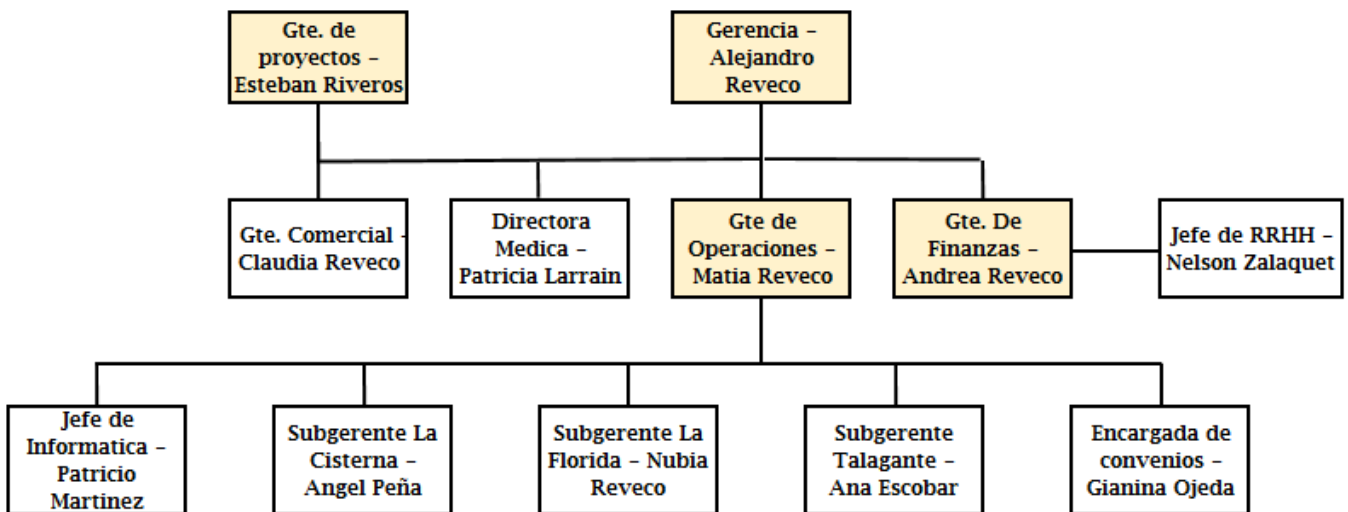 Gte. de
proyectos –
Esteban Riveros
Gerencia –
Alejandro
Reveco
Gte. Comercial -
Claudia Reveco
Directora
Medica –
Patricia Larrain
Gte de
Operaciones –
Matia Reveco
Gte. De
Finanzas –
Andrea Reveco
Jefe de RRHH –
Nelson Zalaquet
Jefe de
Informatica –
Patricio
Martinez
Subgerente La
Cisterna –
Angel Peña
Subgerente La
Florida – Nubia
Reveco
Subgerente
Talagante –
Ana Escobar
Encargada de
convenios –
Gianina Ojeda